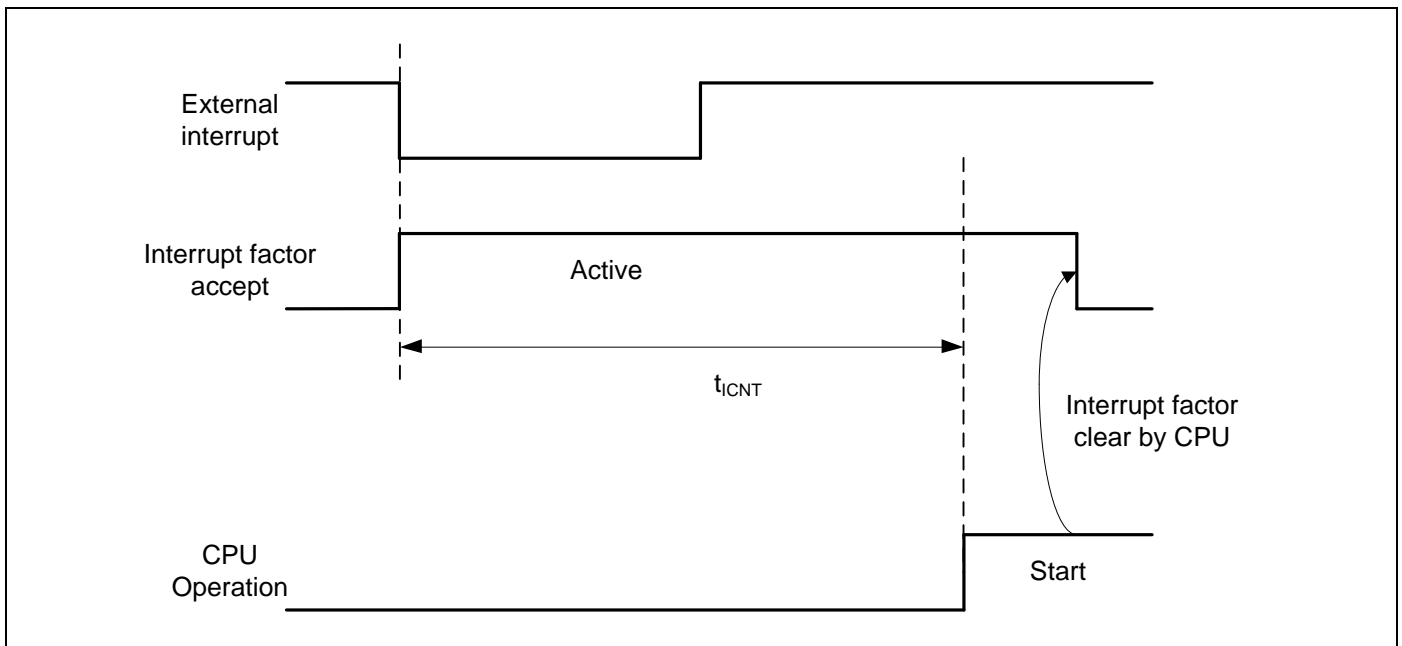 External
interrupt
Interrupt factor
accept
Active
tICNT
Interrupt factor
clear by CPU
CPU
Operation
Start